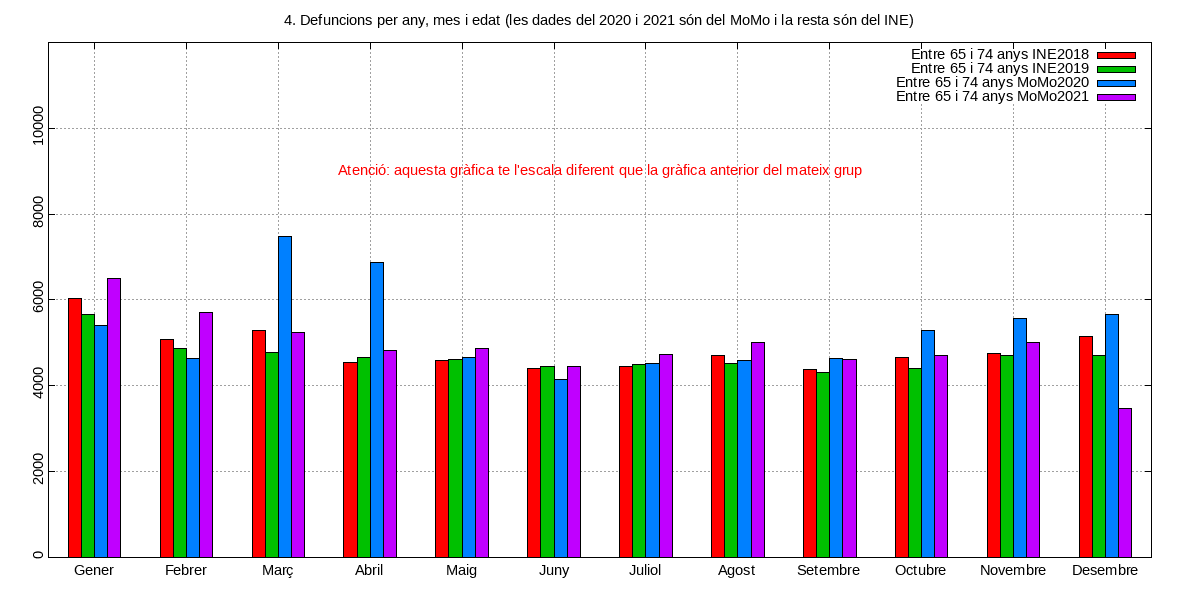 4. Defuncions per any, mes i edat (les dades del 2020 i 2021 són del MoMo i la resta són del INE)
Entre 65 i 74 anys INE2018
Entre 65 i 74 anys INE2019
Entre 65 i 74 anys MoMo2020
Entre 65 i 74 anys MoMo2021
Atenció: aquesta gràfica te l'escala diferent que la gràfica anterior del mateix grup
10000
8000
6000
4000
2000
0
Gener Febrer Març Abril Maig Juny Juliol Agost Setembre Octubre Novembre Desembre